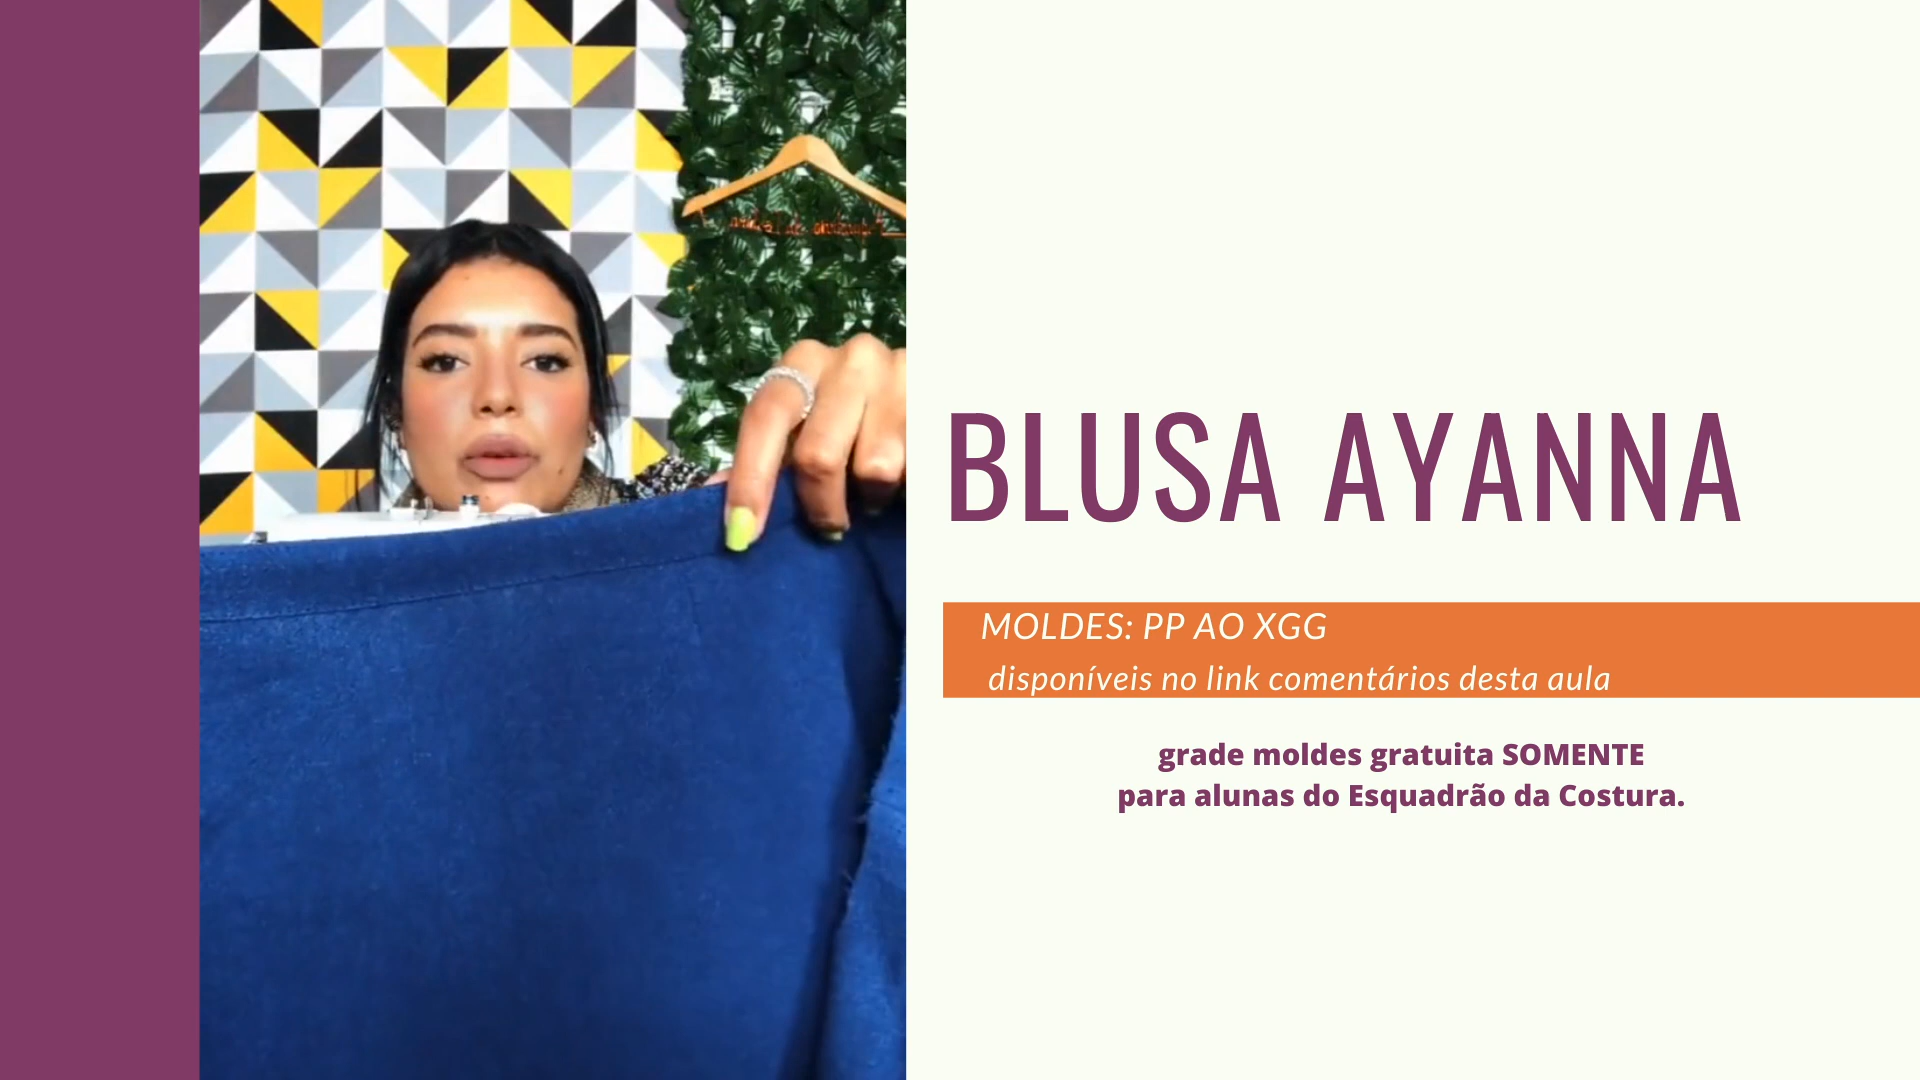 BLUSA AYANNA
MOLDES: PP AO XGG
disponíveis no link comentários desta aula
grade moldes gratuita SOMENTE
para alunas do Esquadrão da Costura.